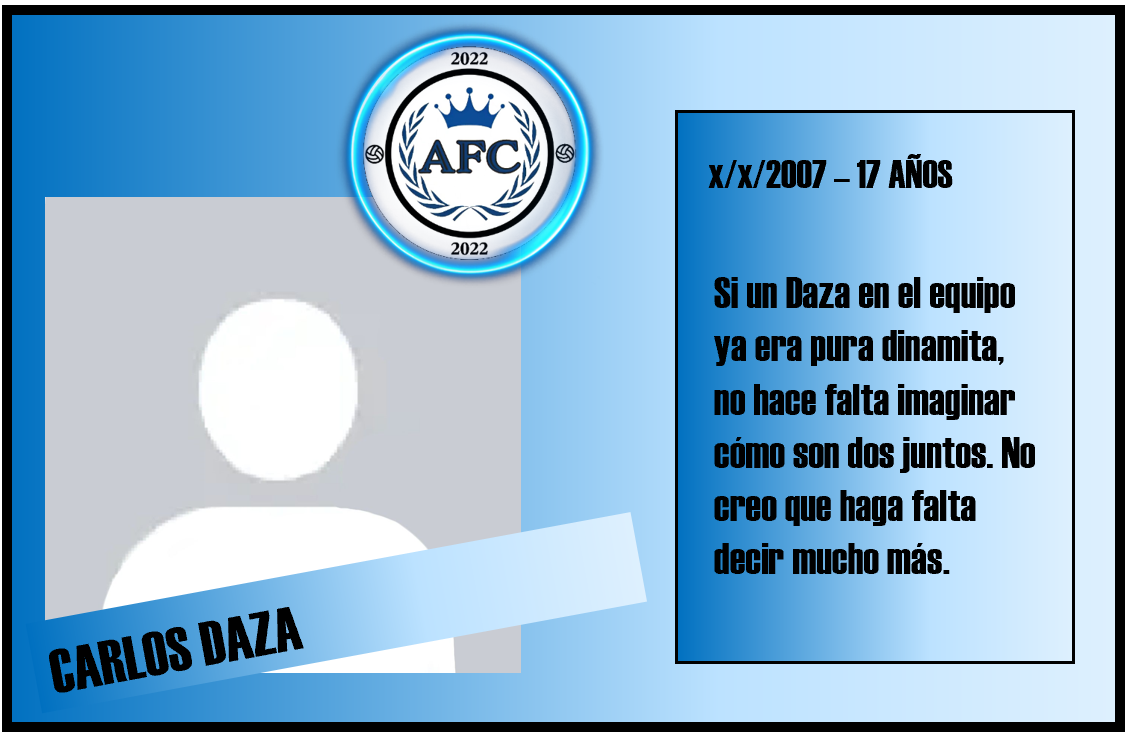 2022
AFC
2022
x/x/2007 – 17 AÑOS
Si un Daza en el equipo
ya era pura dinamita,
no hace falta imaginar
cómo son dos juntos. No
creo que haga falta
decir mucho más.
CARLOS DAZA